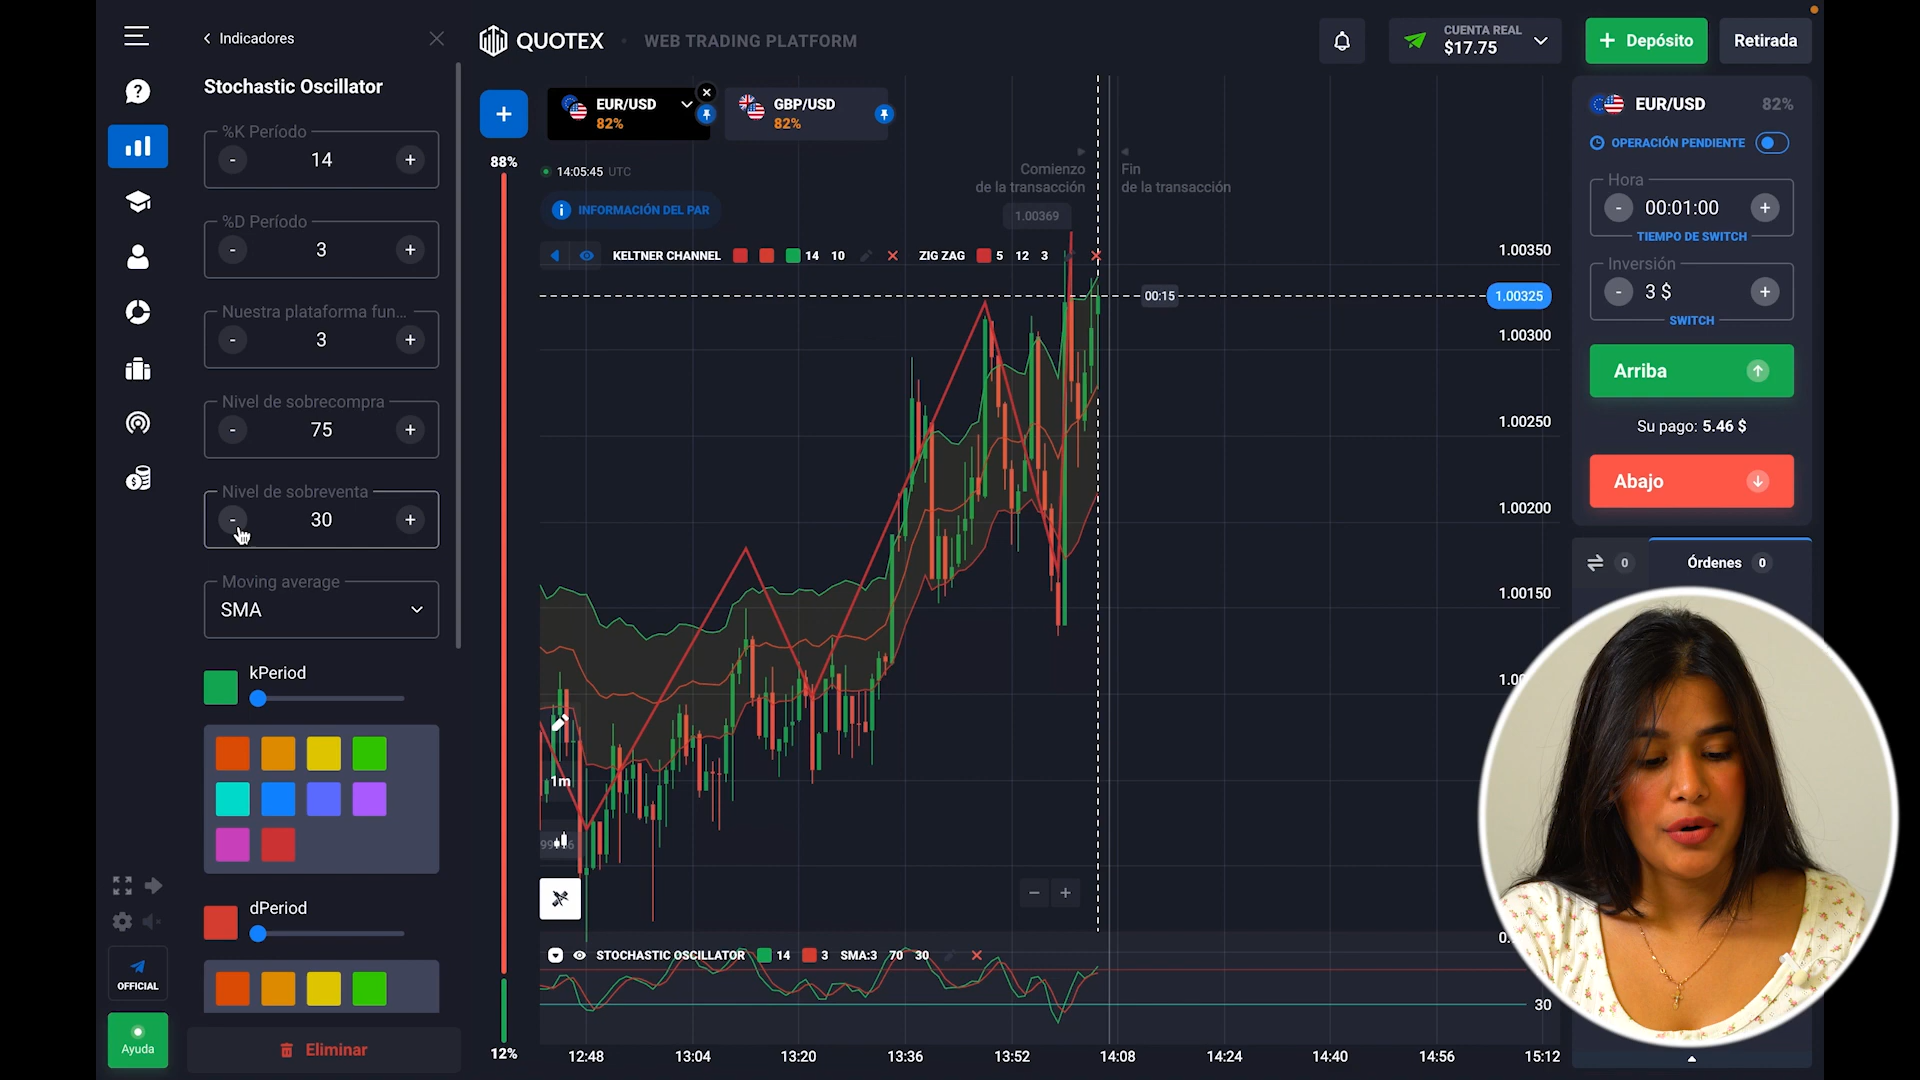 Indicadores
QUOTEX
WEB TRADING PLATFORM
CUENTA REAL
$17.75
+ Depósito
Retirada
Stochastic Oscillator
%K Período
- 14 +
%D Período
- 3 +
Nuestra plataforma fun...
- 3 +
Nivel de sobrecompra
- 75 +
Nivel de sobreventa
- 30 +
Moving average
SMA
kPeriod
dPeriod
Eliminar
OFFICIAL
Ayuda
+
EUR/USD
82%
GBP/USD
82%
88%
14:05:45 UTC
INFORMACIÓN DEL PAR
Comienzo
de la transacción
Fin
de la transacción
1.00369
KELTNER CHANNEL 14 10
ZIG ZAG 5 12 3
00:15
1.00350
1.00325
1.00300
1.00250
1.00200
1.00150
1m
- +
STOCHASTIC OSCILLATOR 14 3 SMA:3 70 30
30
12%
12:48 13:04 13:20 13:36 13:52 14:08 14:24 14:40 14:56 15:12
EUR/USD 82%
OPERACIÓN PENDIENTE
Hora
- 00:01:00 +
TIEMPO DE SWITCH
Inversión
- 3 $ +
SWITCH
Arriba
Su pago: 5.46 $
Abajo
0
Órdenes 0